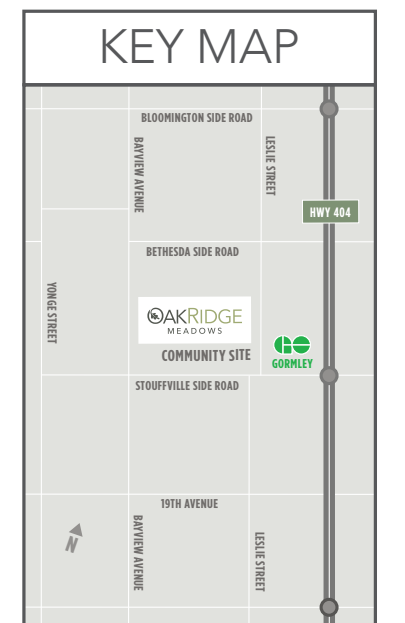 KEY MAP
BLOOMINGTON SIDE ROAD
BAYVIEW AVENUE
LESLIE STREET
HWY 404
BETHESDA SIDE ROAD
YONGE STREET
OAKRIDGE
MEADOWS
COMMUNITY SITE
GO
GORMLEY
STOUFFVILLE SIDE ROAD
19TH AVENUE
BAYVIEW AVENUE
LESLIE STREET
N